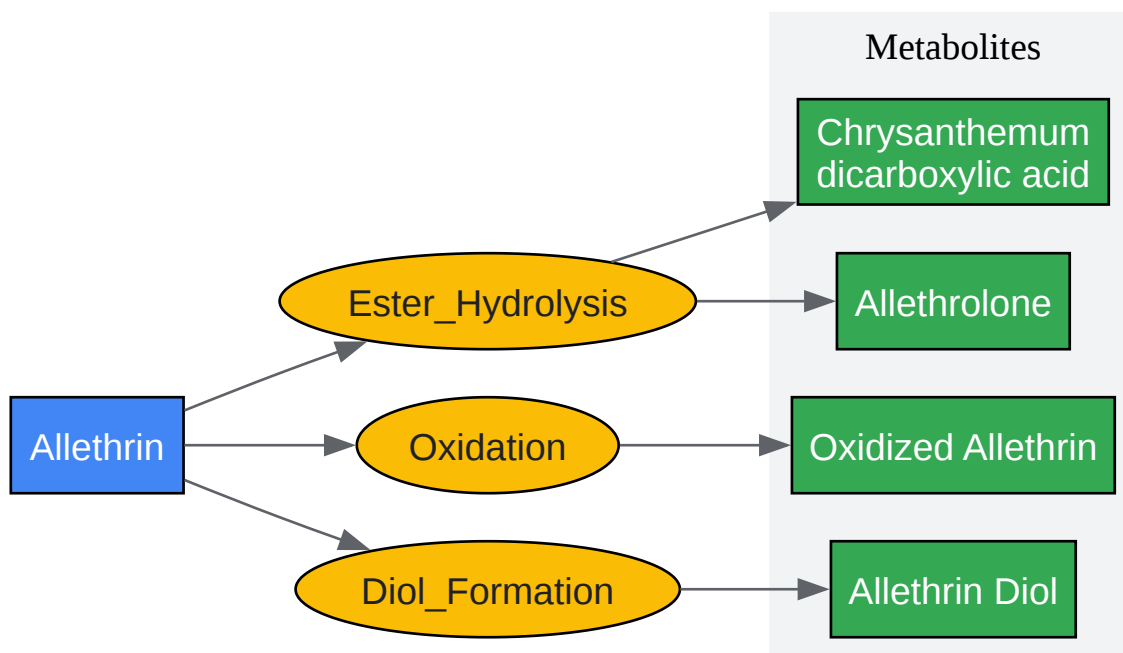 Metabolites
Chrysanthemum
dicarboxylic acid
Ester_Hydrolysis
Allethrolone
Allethrin
Oxidation
Oxidized Allethrin
Diol_Formation
Allethrin Diol